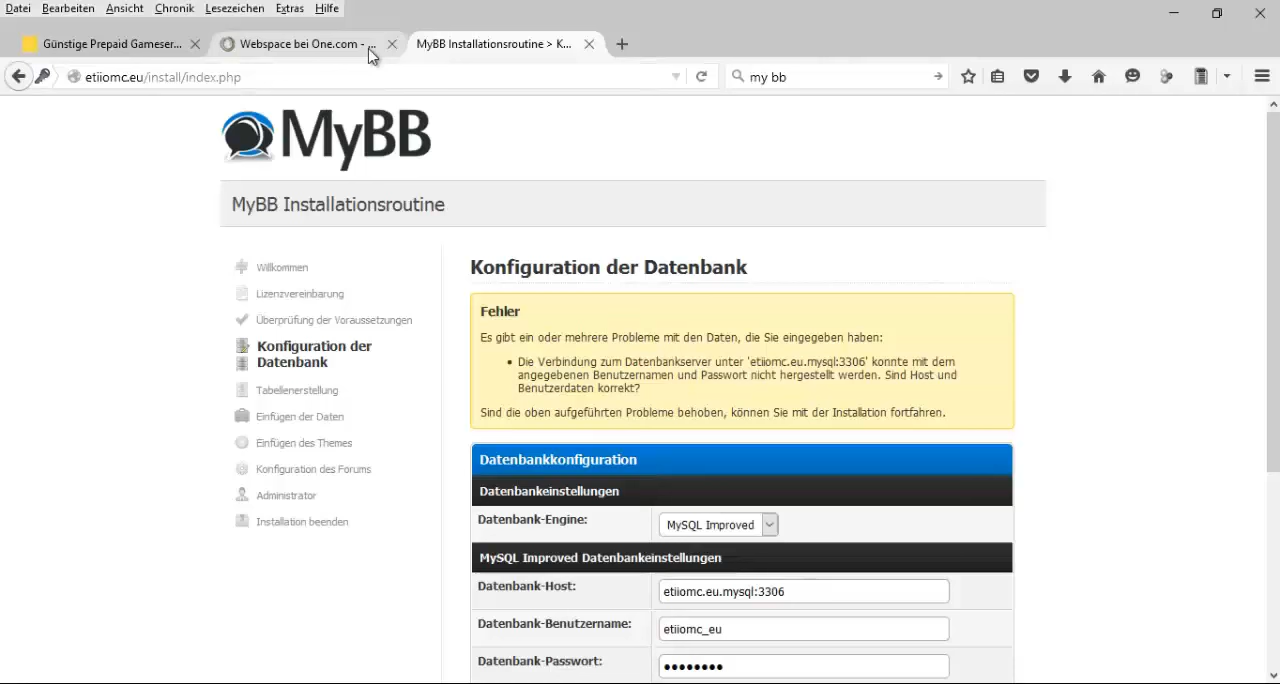 Datei Bearbeiten Ansicht Chronik Lesezeichen Extras Hilfe
Günstige Prepaid Gameser... Webspace bei One.com - ... MyBB Installationsroutine > K...
etiiomc.eu/install/index.php my bb
MyBB
MyBB Installationsroutine
Willkommen
Lizenzvereinbarung
Überprüfung der Voraussetzungen
Konfiguration der
Datenbank
Tabellenerstellung
Einfügen der Daten
Einfügen des Themes
Konfiguration des Forums
Administrator
Installation beenden
Konfiguration der Datenbank
Fehler
Es gibt ein oder mehrere Probleme mit den Daten, die Sie eingegeben haben:
• Die Verbindung zum Datenbankserver unter 'etiiomc.eu.mysql:3306' konnte mit dem
angegebenen Benutzernamen und Passwort nicht hergestellt werden. Sind Host und
Benutzerdaten korrekt?
Sind die oben aufgeführten Probleme behoben, können Sie mit der Installation fortfahren.
Datenbankkonfiguration
Datenbankeinstellungen
Datenbank-Engine: MySQL Improved
MySQL Improved Datenbankeinstellungen
Datenbank-Host: etiiomc.eu.mysql:3306
Datenbank-Benutzername: etiiomc_eu
Datenbank-Passwort: ●●●●●●●●